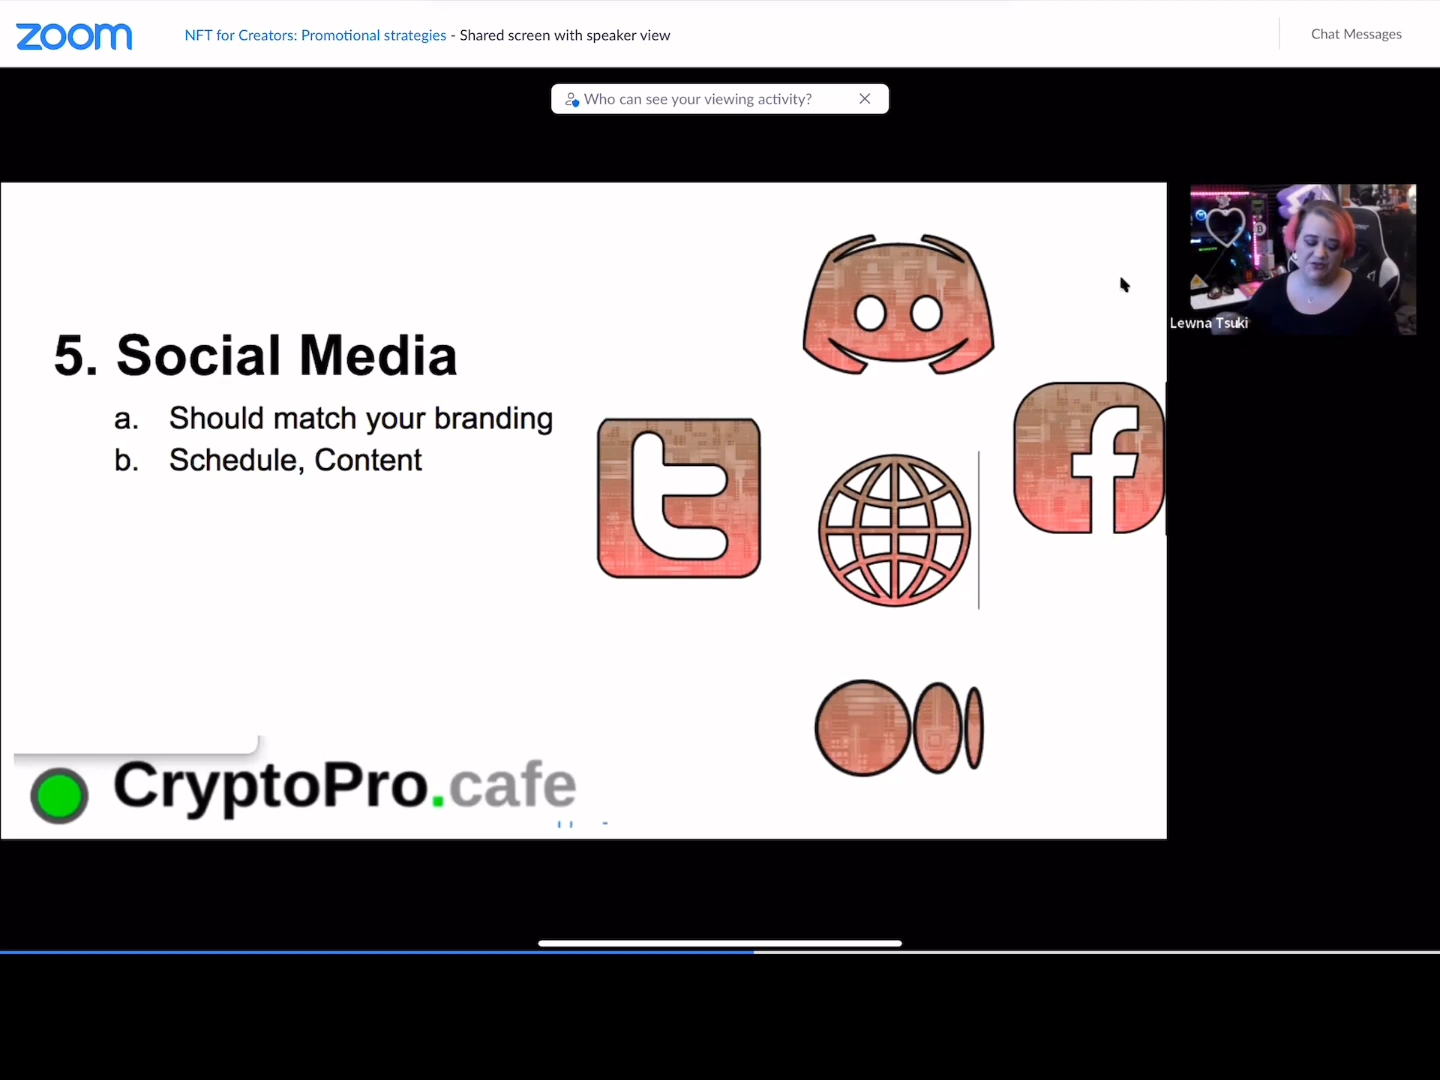 zoom
NFT for Creators: Promotional strategies - Shared screen with speaker view
Chat Messages
Who can see your viewing activity?
Lewna Tsuki
5. Social Media
a. Should match your branding
b. Schedule, Content
CryptoPro.cafe